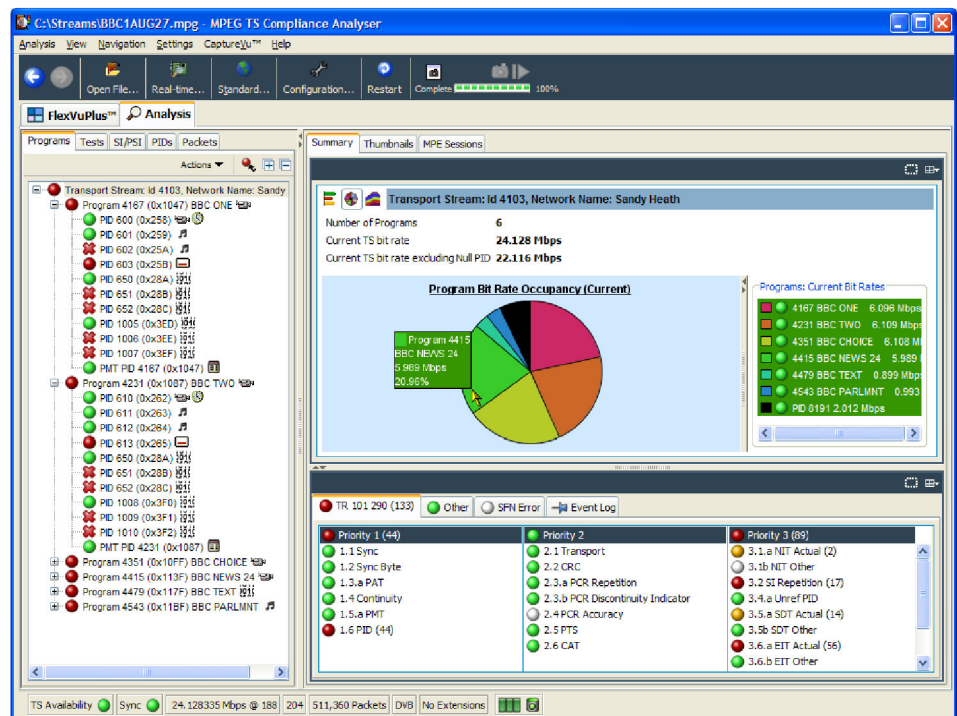 C:\Streams\BBC1AUG27.mpg - MPEG TS Compliance Analyser
Analysis View Navigation Settings CaptureVu™ Help
Open File... Real-time... Standard... Configuration... Restart Complete 100%
FlexVuPlus™ Analysis
Programs Tests SI/PSI PIDs Packets
Actions
Transport Stream: Id 4103, Network Name: Sandy
Program 4167 (0x1047) BBC ONE
PID 600 (0x258)
PID 601 (0x259)
PID 602 (0x25A)
PID 603 (0x25B)
PID 650 (0x28A)
PID 651 (0x28B)
PID 652 (0x28C)
PID 1005 (0x3ED)
PID 1006 (0x3EE)
PID 1007 (0x3EF)
PMT PID 4167 (0x1047)
Program 4231 (0x1087) BBC TWO
PID 610 (0x262)
PID 611 (0x263)
PID 612 (0x264)
PID 613 (0x265)
PID 650 (0x28A)
PID 651 (0x28B)
PID 652 (0x28C)
PID 1008 (0x3F0)
PID 1009 (0x3F1)
PID 1010 (0x3F2)
PMT PID 4231 (0x1087)
Program 4351 (0x10FF) BBC CHOICE
Program 4415 (0x113F) BBC NEWS 24
Program 4479 (0x117F) BBC TEXT
Program 4543 (0x11BF) BBC PARLMNT
Summary Thumbnails MPE Sessions
Transport Stream: Id 4103, Network Name: Sandy Heath
Number of Programs 6
Current TS bit rate 24.128 Mbps
Current TS bit rate excluding Null PID 22.116 Mbps
Program Bit Rate Occupancy (Current)
Program 4415
BBC NEWS 24
5.989 Mbps
20.96%
Programs: Current Bit Rates
4167 BBC ONE 6.096 Mbps
4231 BBC TWO 6.109 Mbps
4351 BBC CHOICE 6.108 M
4415 BBC NEWS 24 5.989
4479 BBC TEXT 0.899 Mbp
4543 BBC PARLMNT 0.993
PID 8191 2.012 Mbps
TR 101 290 (133) Other SFN Error Event Log
Priority 1 (44)
1.1 Sync
1.2 Sync Byte
1.3.a PAT
1.4 Continuity
1.5.a PMT
1.6 PID (44)
Priority 2
2.1 Transport
2.2 CRC
2.3.a PCR Repetition
2.3.b PCR Discontinuity Indicator
2.4 PCR Accuracy
2.5 PTS
2.6 CAT
Priority 3 (89)
3.1.a NIT Actual (2)
3.1b NIT Other
3.2 SI Repetition (17)
3.4.a Unref PID
3.5.a SDT Actual (14)
3.5b SDT Other
3.6.a EIT Actual (56)
3.6.b EIT Other
TS Availability Sync 24.128335 Mbps @ 188 204 511,360 Packets DVB No Extensions